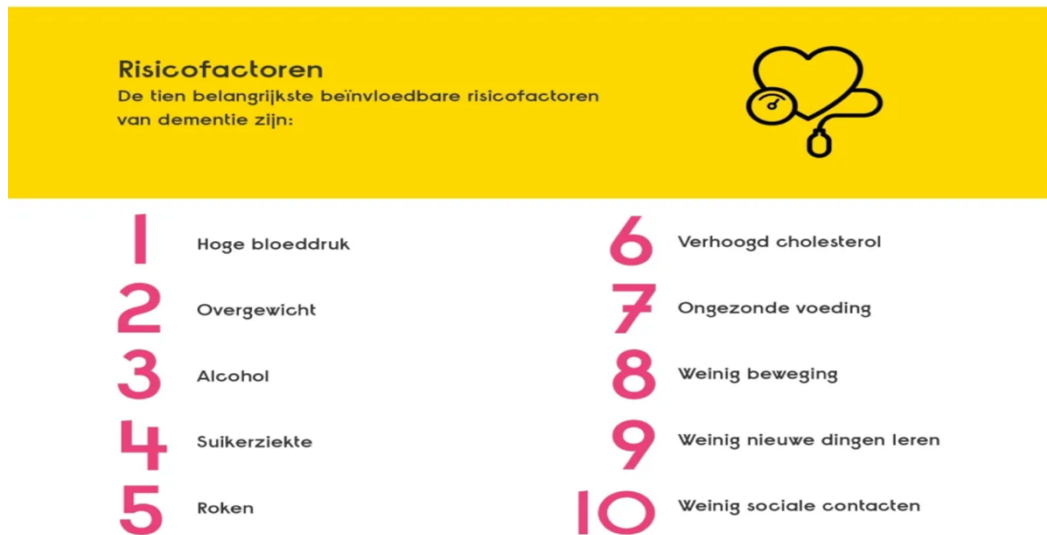 Risicofactoren
De tien belangrijkste beïnvloedbare risicofactoren
van dementie zijn:
1 Hoge bloeddruk
2 Overgewicht
3 Alcohol
4 Suikerziekte
5 Roken
6 Verhoogd cholesterol
7 Ongezonde voeding
8 Weinig beweging
9 Weinig nieuwe dingen leren
10 Weinig sociale contacten